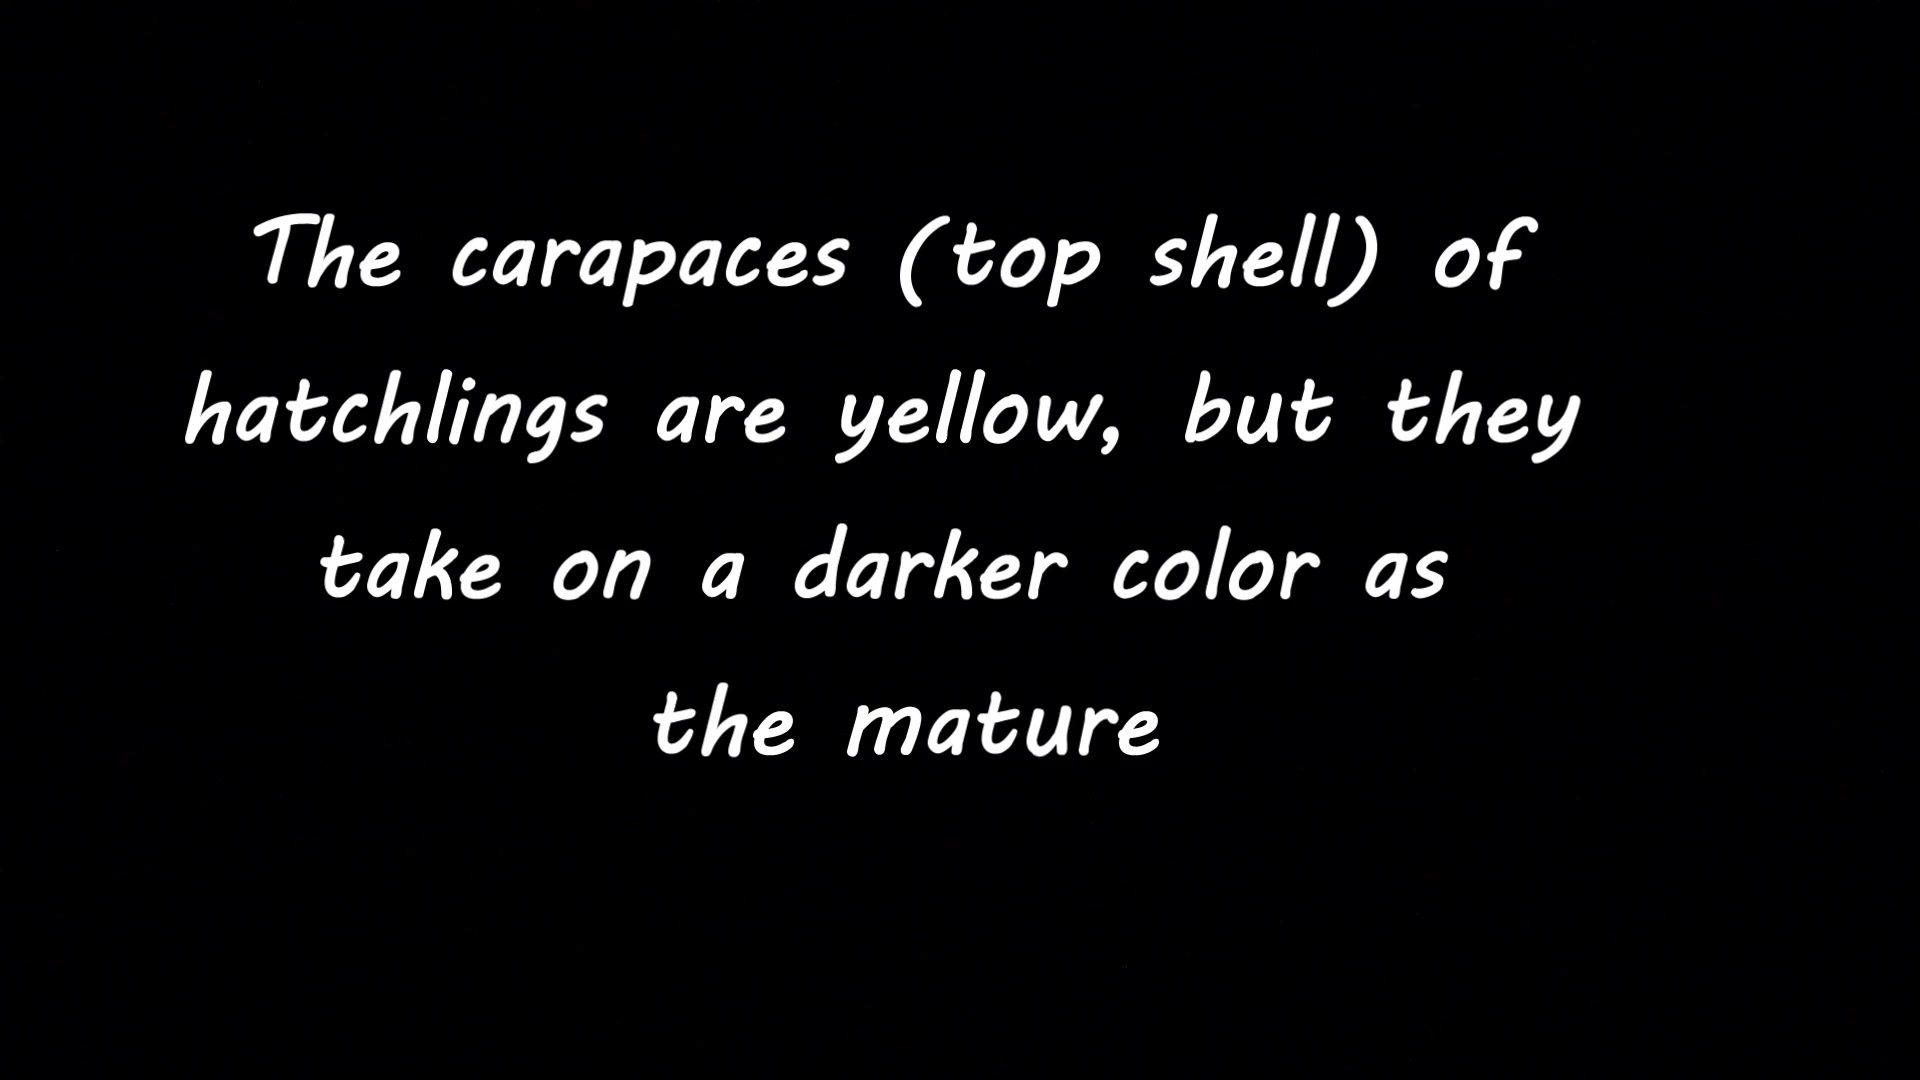 The carapaces (top shell) of
hatchlings are yellow, but they
take on a darker color as
the mature